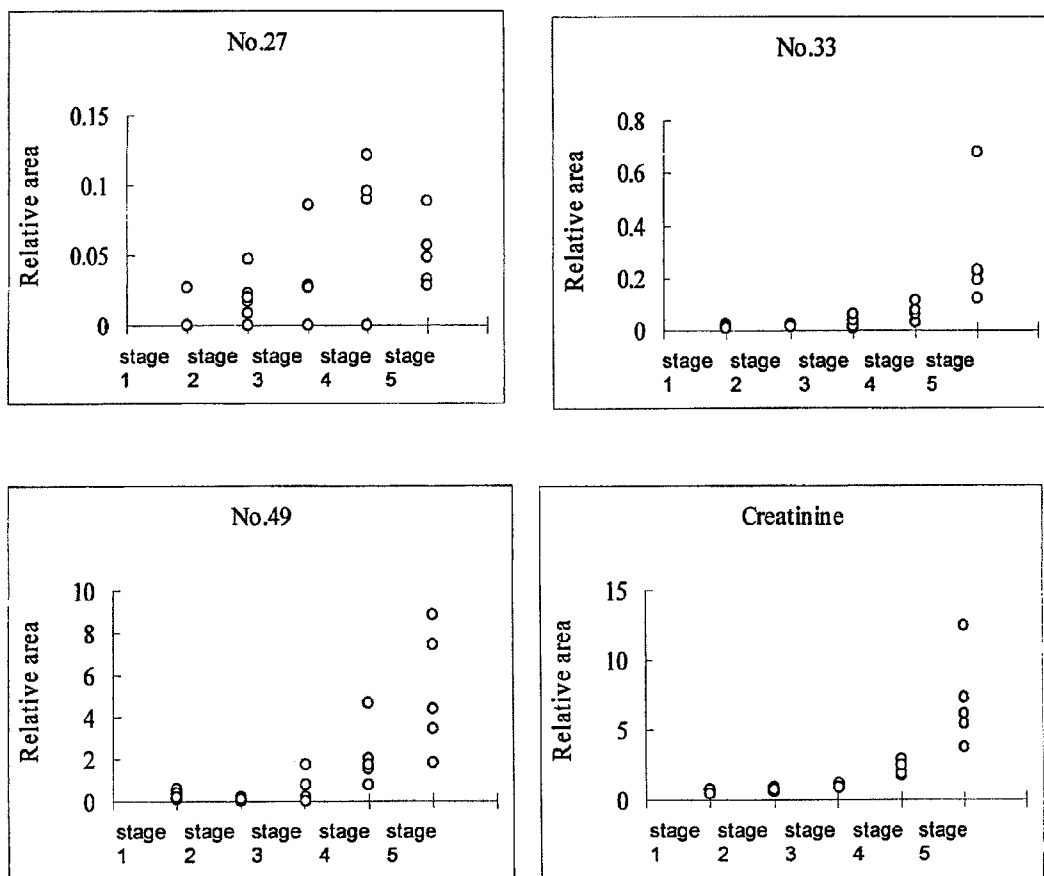 No.27
0.15
0.1
0.05
0
Relative area
stage stage stage stage stage
1 2 3 4 5
No.33
0.8
0.6
0.4
0.2
0
Relative area
stage stage stage stage stage
1 2 3 4 5
No.49
10
8
6
4
2
0
Relative area
stage stage stage stage stage
1 2 3 4 5
Creatinine
15
10
5
0
Relative area
stage stage stage stage stage
1 2 3 4 5